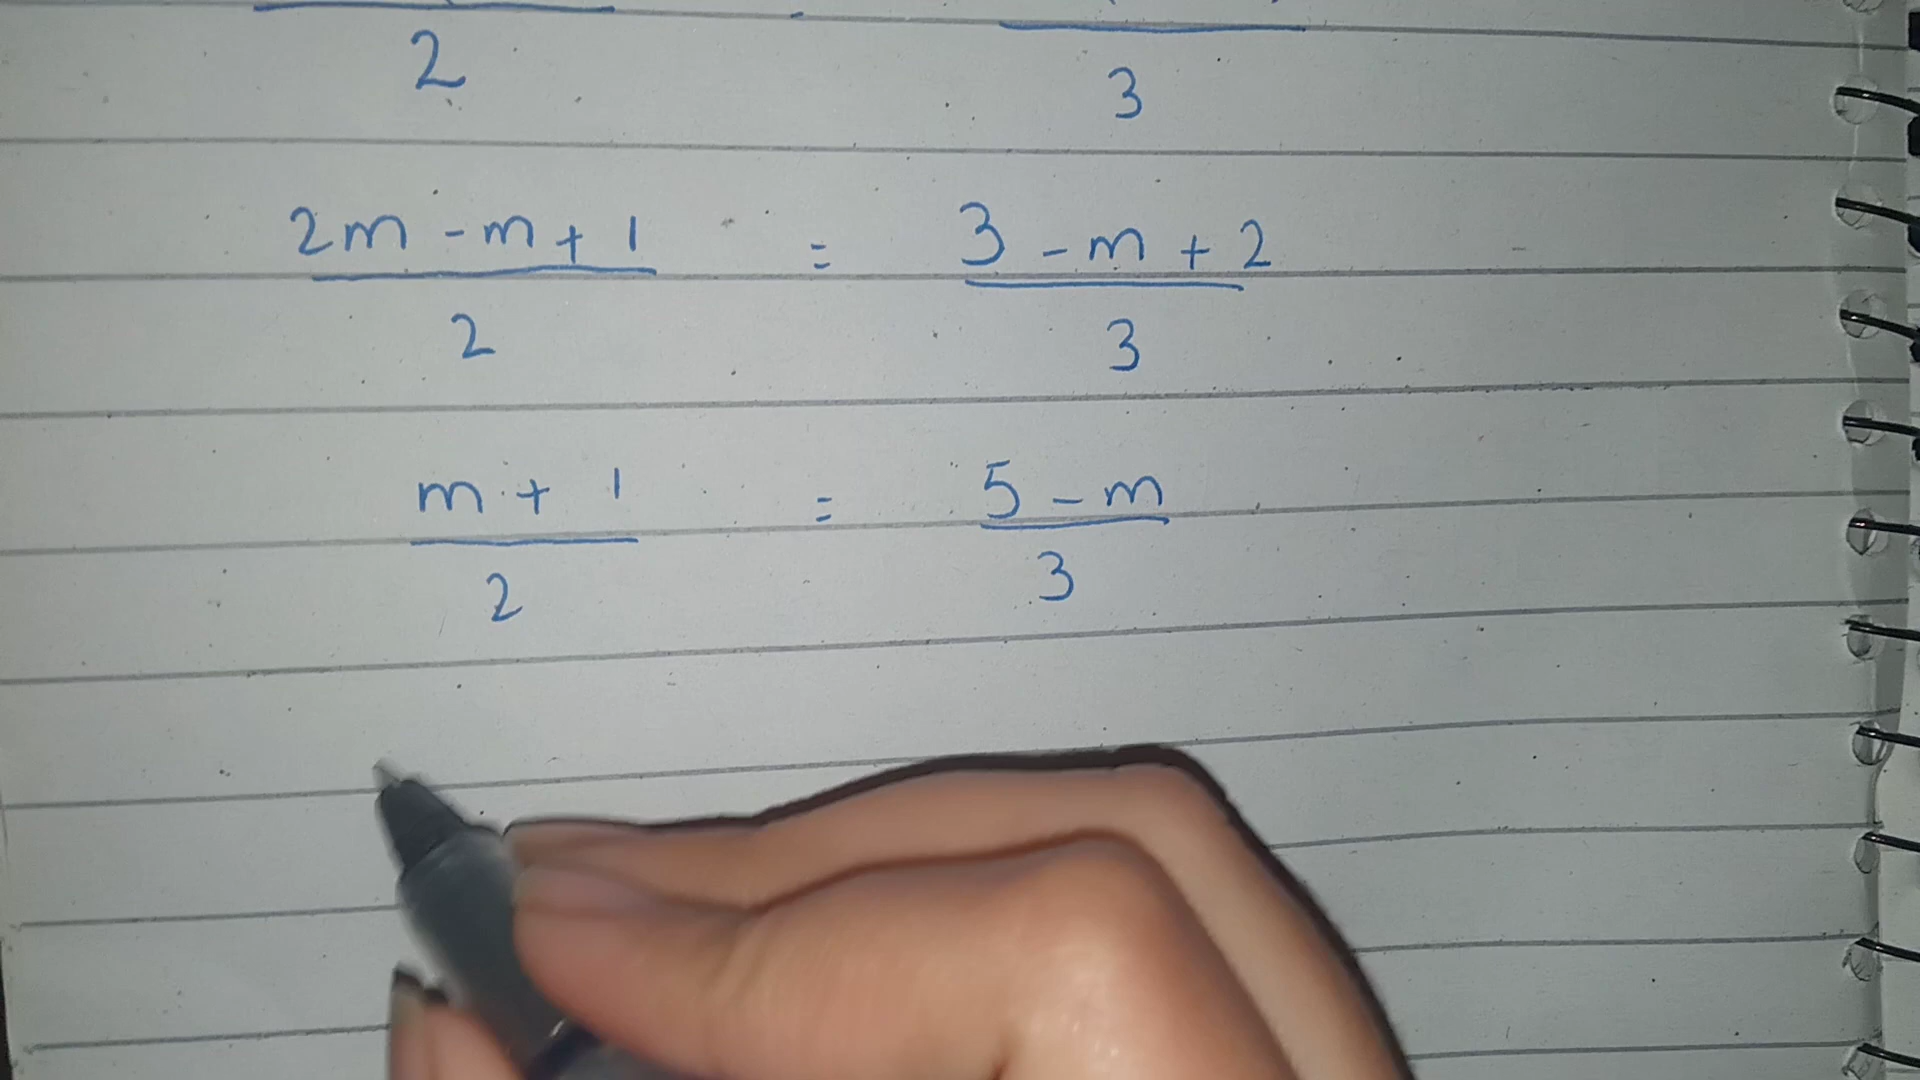 2 3
2m - m + 1 = 3 - m + 2
2 3
m + 1 = 5 - m
2 3